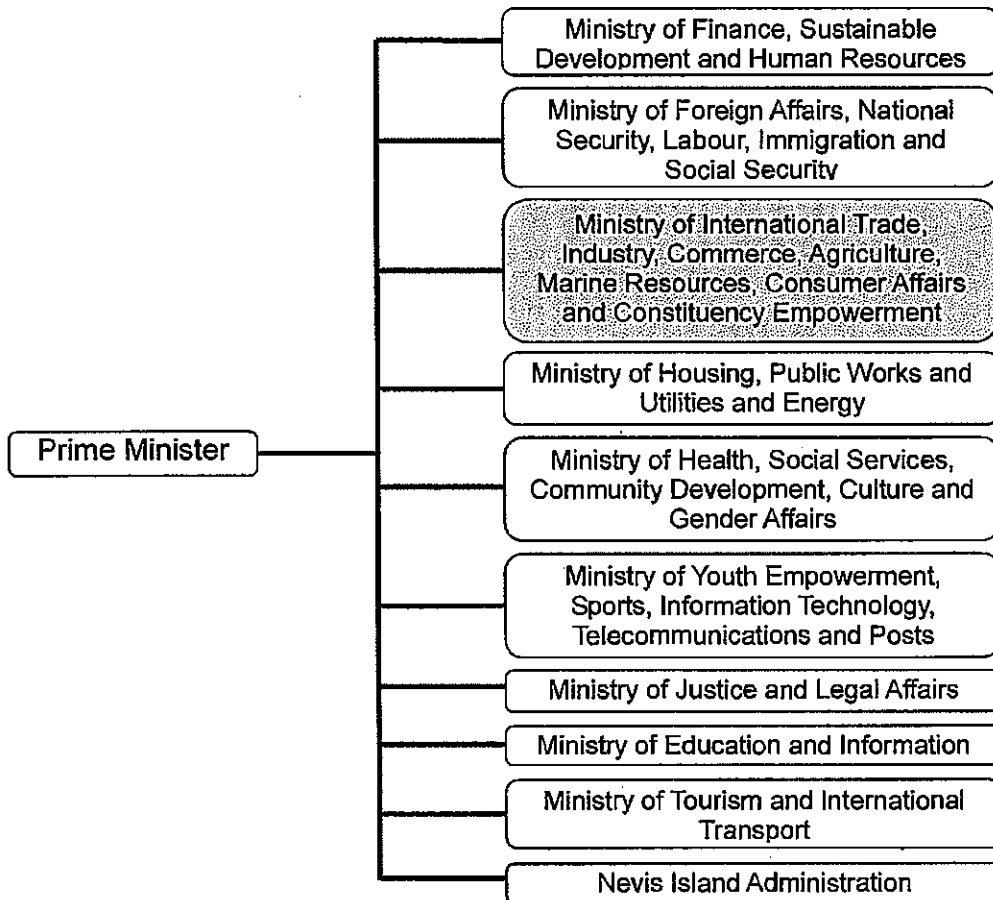 Ministry of Finance, Sustainable
Development and Human Resources
Ministry of Foreign Affairs, National
Security, Labour, Immigration and
Social Security
Ministry of International Trade,
Industry, Commerce, Agriculture,
Marine Resources, Consumer Affairs
and Constituency Empowerment
Ministry of Housing, Public Works and
Utilities and Energy
Prime Minister
Ministry of Health, Social Services,
Community Development, Culture and
Gender Affairs
Ministry of Youth Empowerment,
Sports, Information Technology,
Telecommunications and Posts
Ministry of Justice and Legal Affairs
Ministry of Education and Information
Ministry of Tourism and International
Transport
Nevis Island Administration